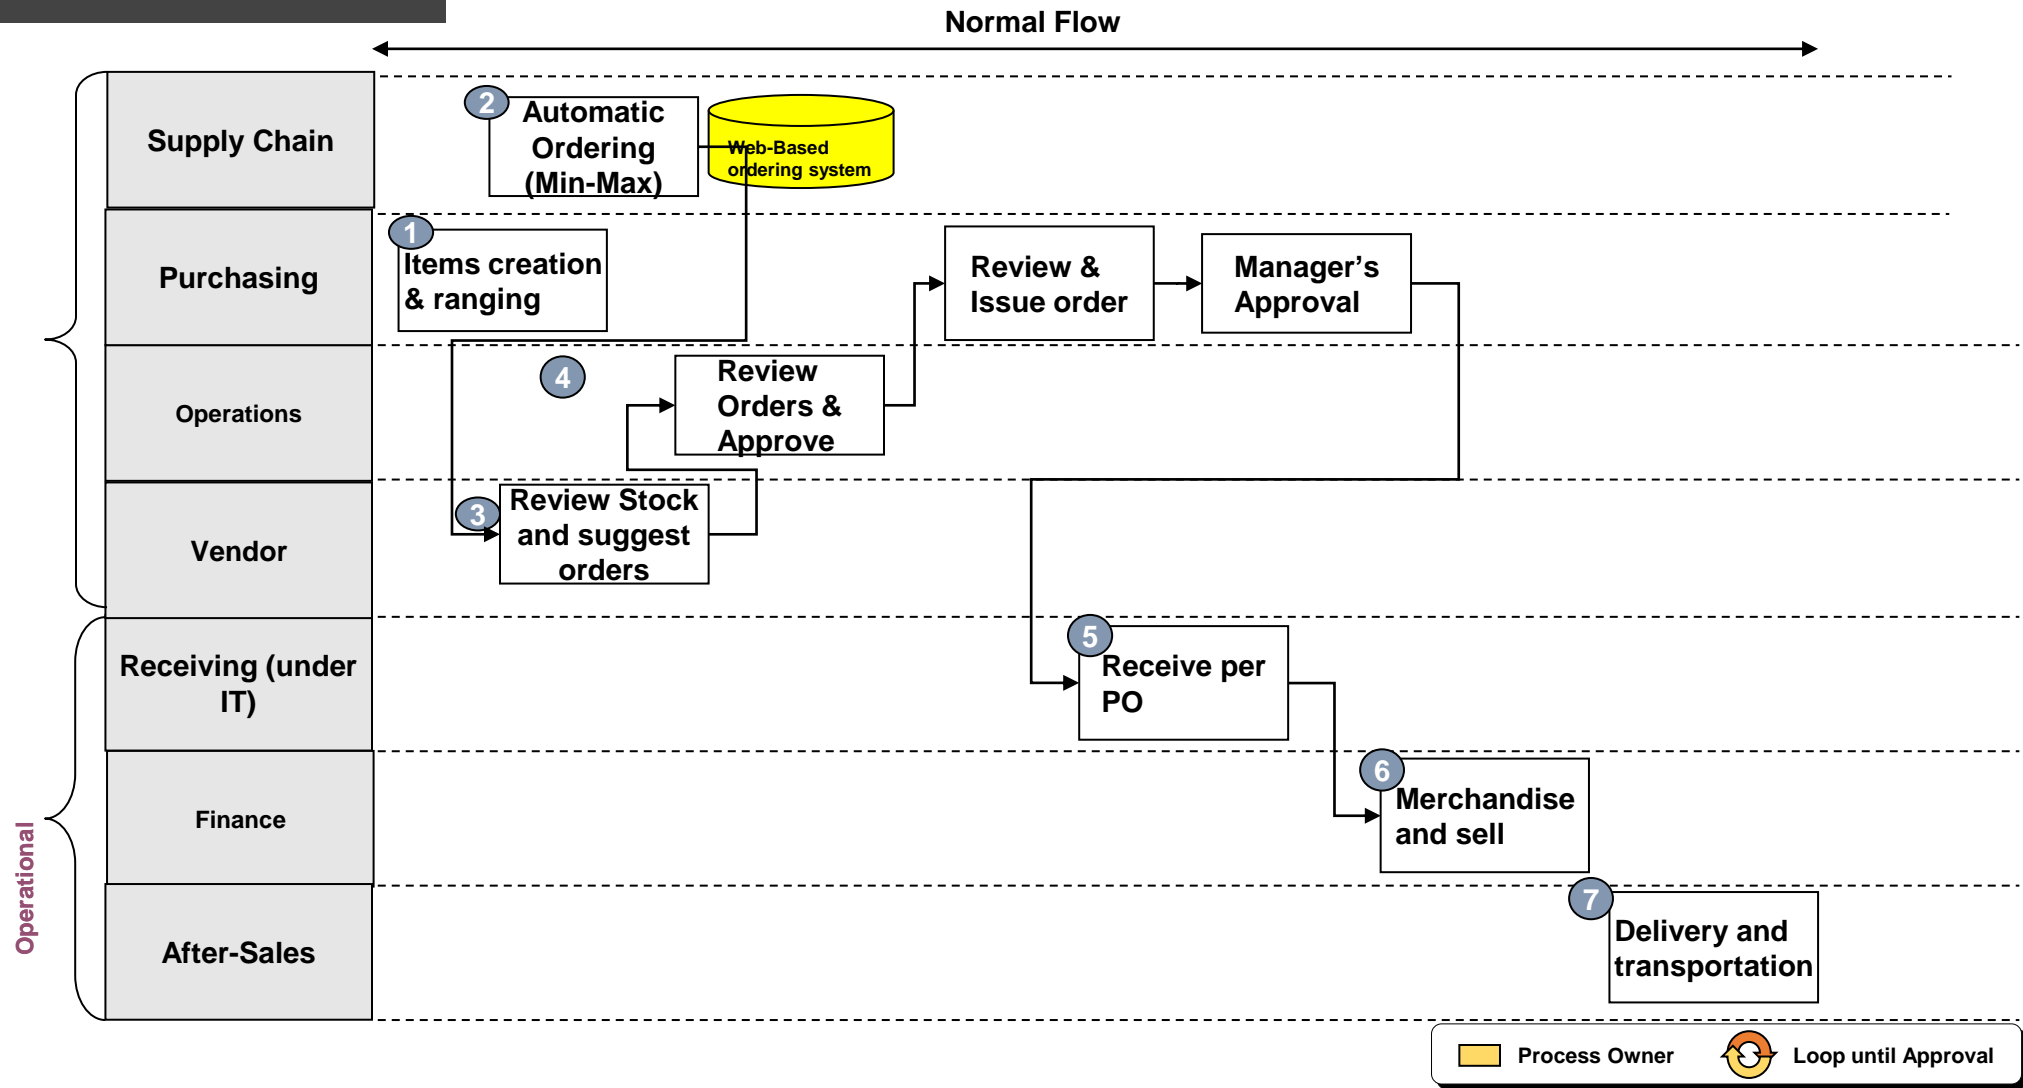 Normal Flow
Supply Chain
2
Automatic
Ordering
(Min-Max)
Web-Based
ordering system
Purchasing
1
Items creation
& ranging
Review &
Issue order
Manager’s
Approval
Operations
4
Review
Orders &
Approve
Vendor
3
Review Stock
and suggest
orders
Receiving (under
IT)
5
Receive per
PO
Finance
6
Merchandise
and sell
Operational
After-Sales
7
Delivery and
transportation
Process Owner
Loop until Approval